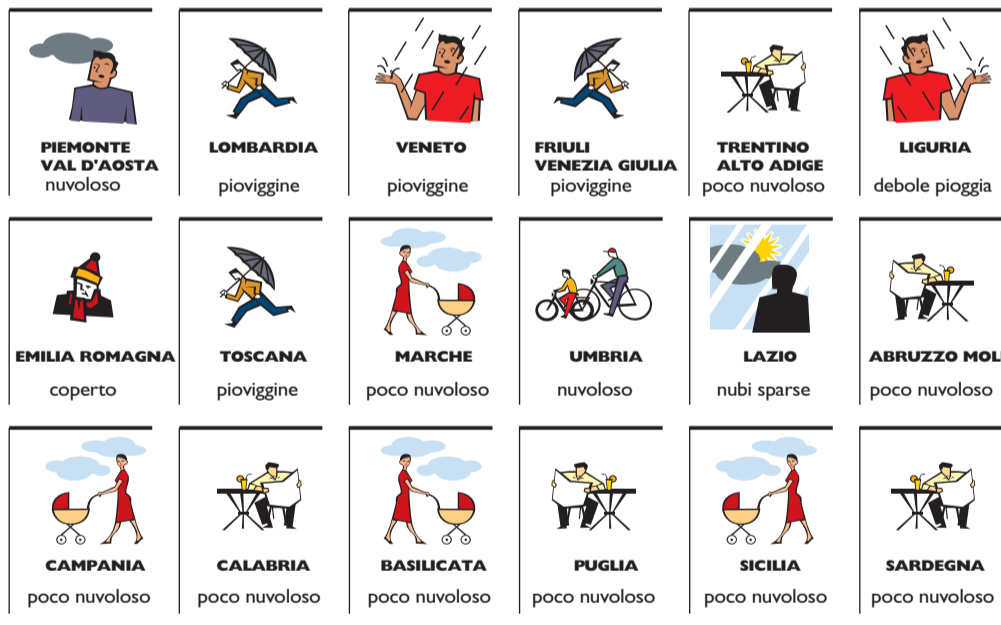 PIEMONTE
VAL D'AOSTA
nuvoloso
LOMBARDIA
pioviggine
VENETO
pioviggine
FRIULI
VENEZIA GIULIA
pioviggine
TRENTINO
ALTO ADIGE
poco nuvoloso
LIGURIA
debole pioggia
EMILIA ROMAGNA
coperto
TOSCANA
pioviggine
MARCHE
poco nuvoloso
UMBRIA
nuvoloso
LAZIO
nubi sparse
ABRUZZO
poco nuvoloso
CAMPANIA
poco nuvoloso
CALABRIA
poco nuvoloso
BASILICATA
poco nuvoloso
PUGLIA
poco nuvoloso
SICILIA
poco nuvoloso
SARDEGNA
poco nuvoloso